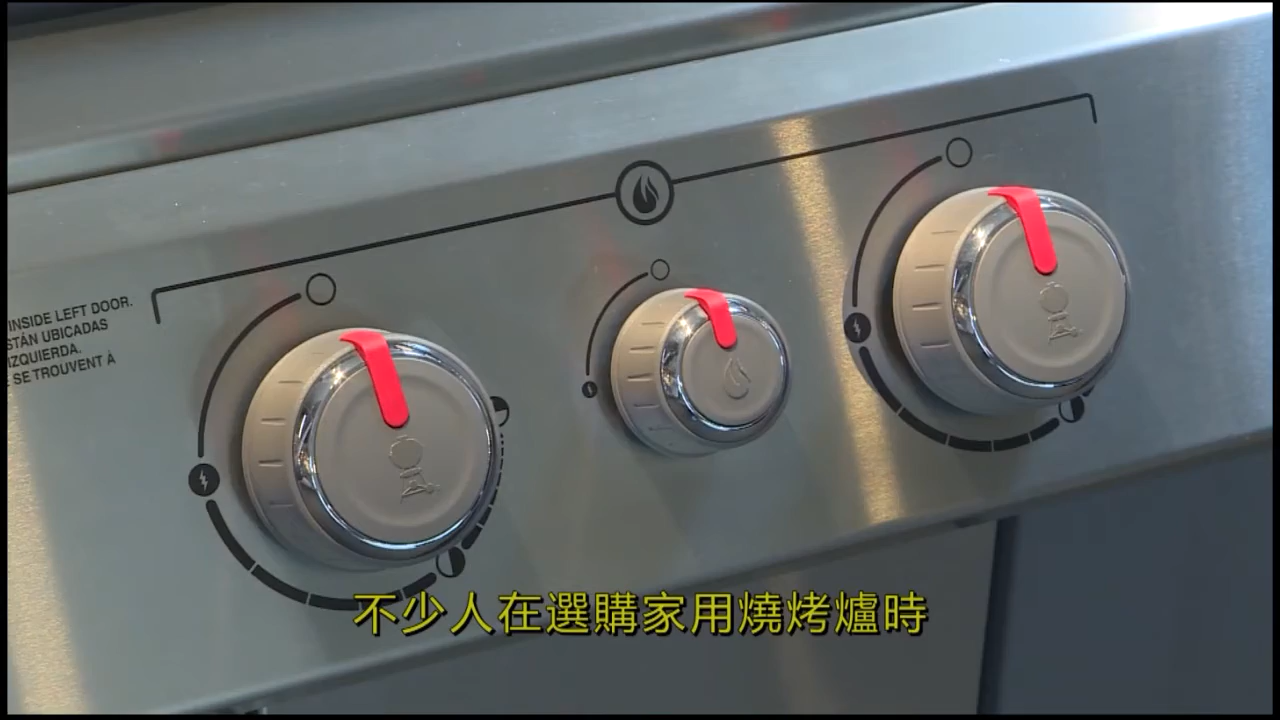 INSIDE LEFT DOOR.
STÁN UBICADAS
IZQUIERDA.
SE TROUVENT À
不少人在選購家用燒烤爐時